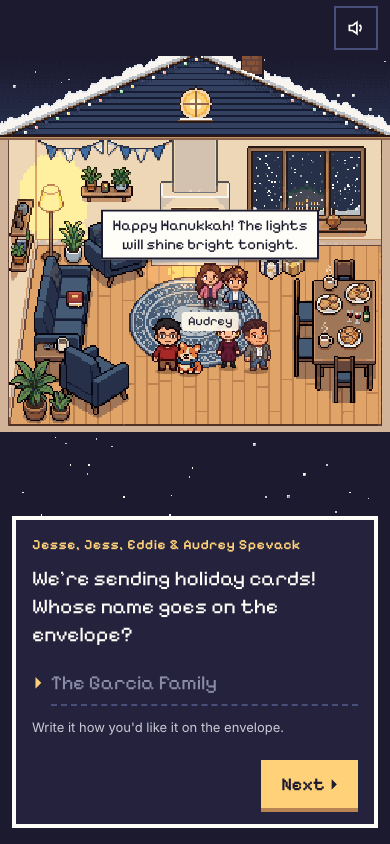 Happy Hanukkah! The lights
will shine bright tonight.
Audrey
Jesse, Jess, Eddie & Audrey Spevack
We're sending holiday cards!
Whose name goes on the
envelope?
The Garcia Family
Write it how you'd like it on the envelope.
Next